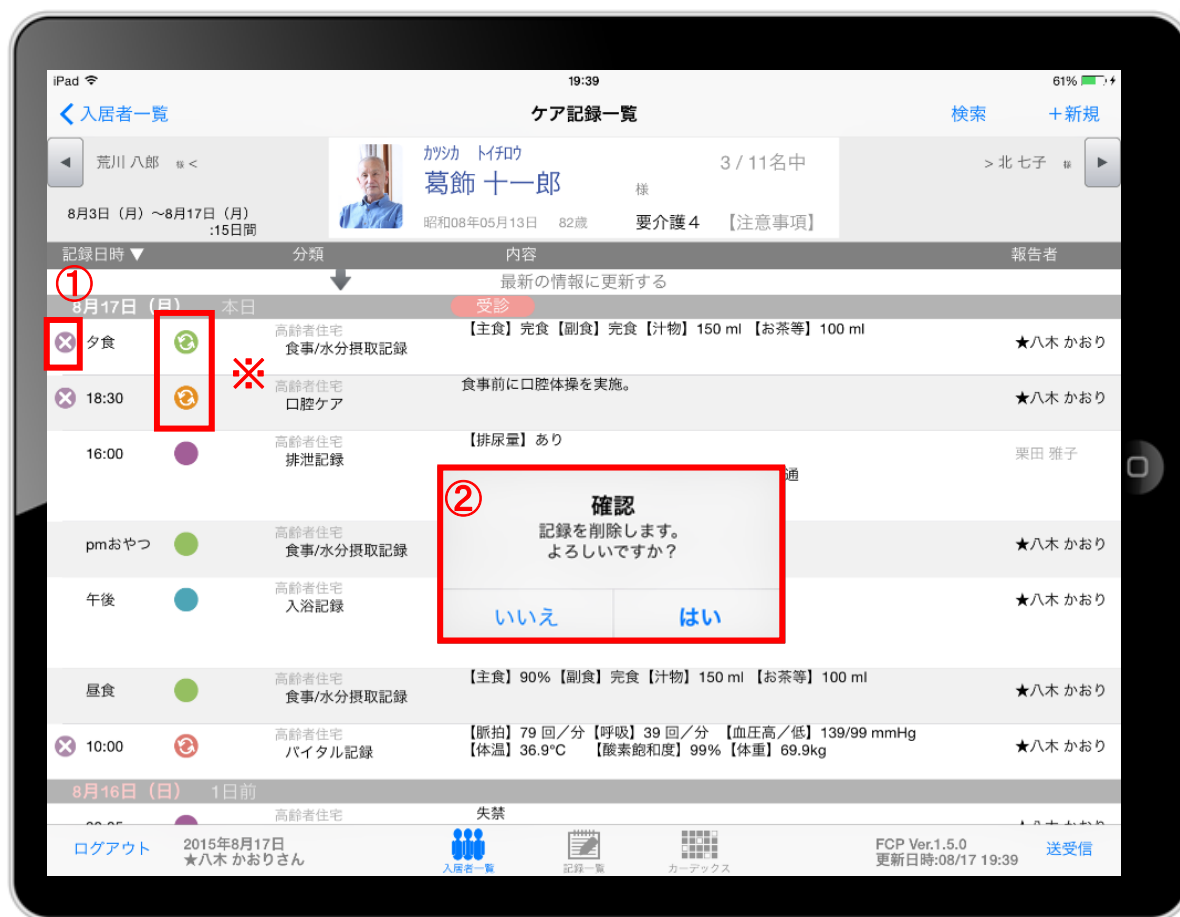 iPad 19:39 61%
入居者一覧 ケア記録一覧 検索 ＋新規
◀ 荒川 八郎 様 < カツシカ トイチロウ 3 / 11名中 > 北 七子 様 ▶
葛飾 十一郎 様
8月3日（月）～8月17日（月） 昭和08年05月13日 82歳 要介護４ 【注意事項】
:15日間
記録日時 ▼ 分類 内容 報告者
① 最新の情報に更新する
8月17日（月） 本日 受診
夕食 高齢者住宅 【主食】完食【副食】完食【汁物】150 ml 【お茶等】100 ml
食事/水分摂取記録 ★八木 かおり
※
18:30 高齢者住宅 食事前に口腔体操を実施。
口腔ケア ★八木 かおり
16:00 高齢者住宅 【排尿量】あり
排泄記録 栗田 雅子
通
② 確認
記録を削除します。
よろしいですか？
いいえ はい
pmおやつ 高齢者住宅
食事/水分摂取記録 ★八木 かおり
午後 高齢者住宅
入浴記録 ★八木 かおり
昼食 高齢者住宅 【主食】90%【副食】完食【汁物】150 ml 【お茶等】100 ml
食事/水分摂取記録 ★八木 かおり
10:00 高齢者住宅 【脈拍】79 回／分【呼吸】39 回／分 【血圧高／低】139/99 mmHg
バイタル記録 【体温】36.9°C 【酸素飽和度】99%【体重】69.9kg ★八木 かおり
8月16日（日） 1日前
高齢者住宅 失禁
ログアウト 2015年8月17日 FCP Ver.1.5.0 送受信
★八木 かおりさん 更新日時:08/17 19:39
入居者一覧 記録一覧 カーデックス